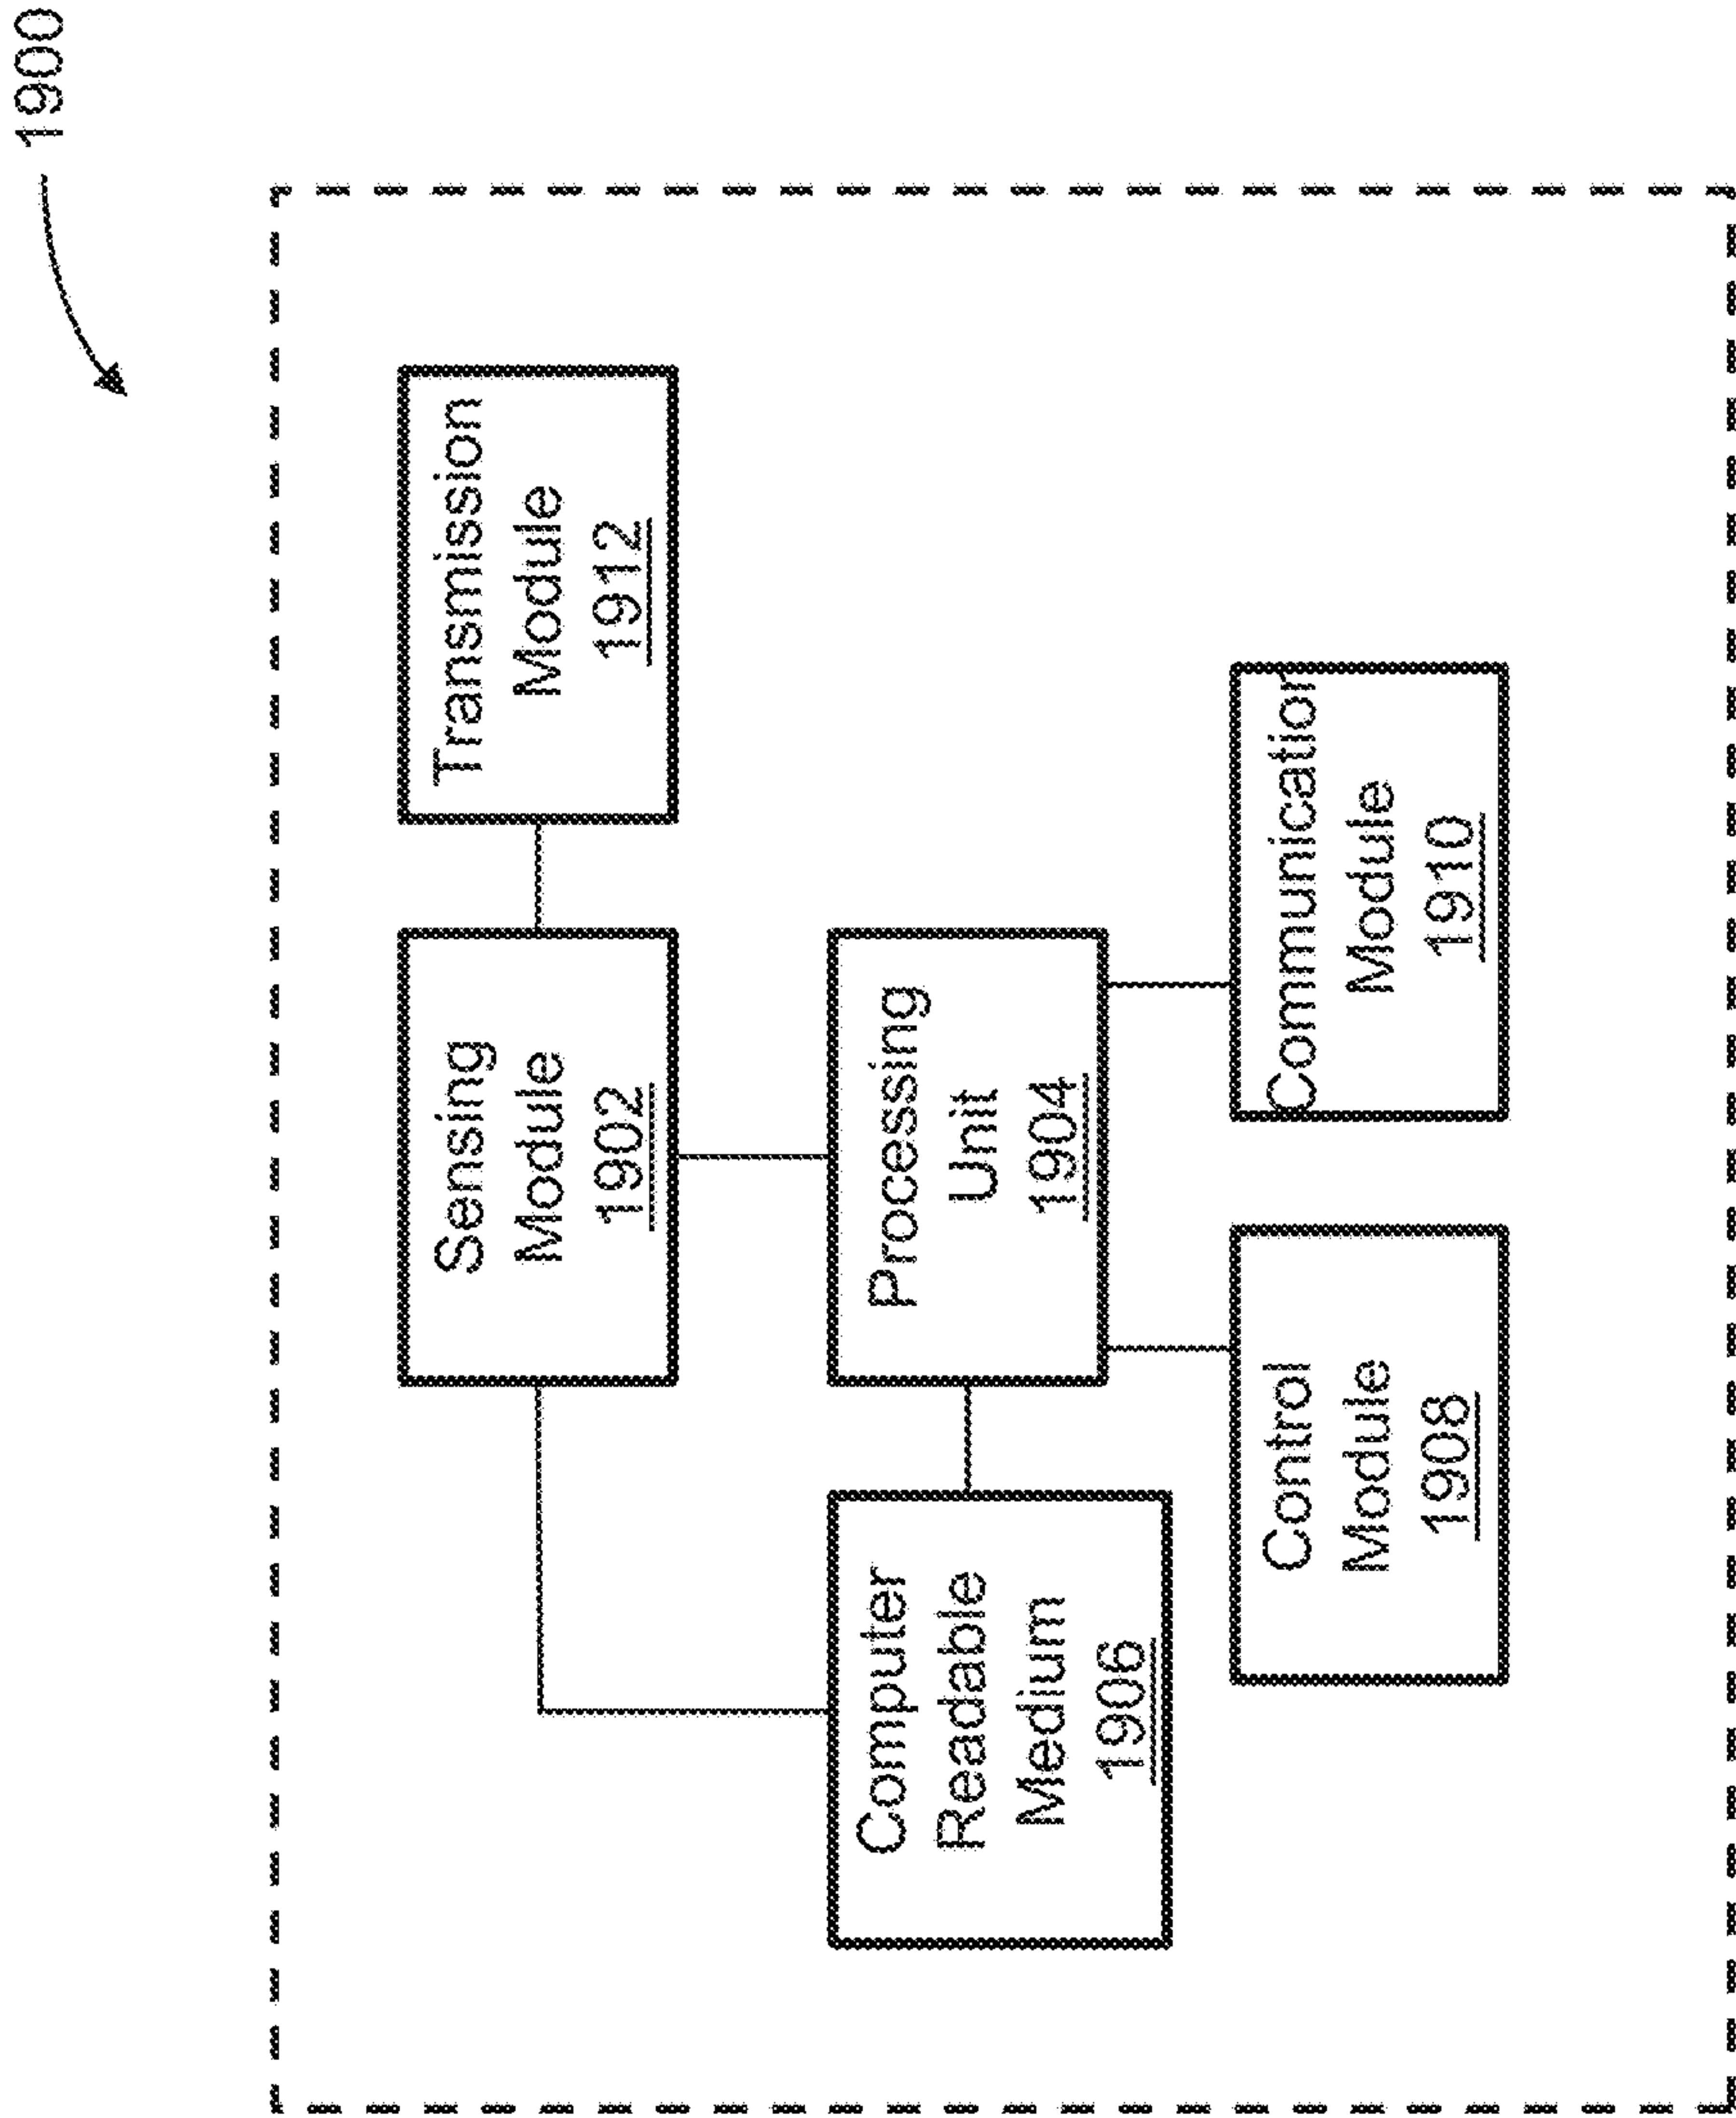 1900
Sensing
Module
1902
Transmission
Module
1912
Computer
Readable
Medium
1906
Processing
Unit
1904
Control
Module
1908
Communication
Module
1910